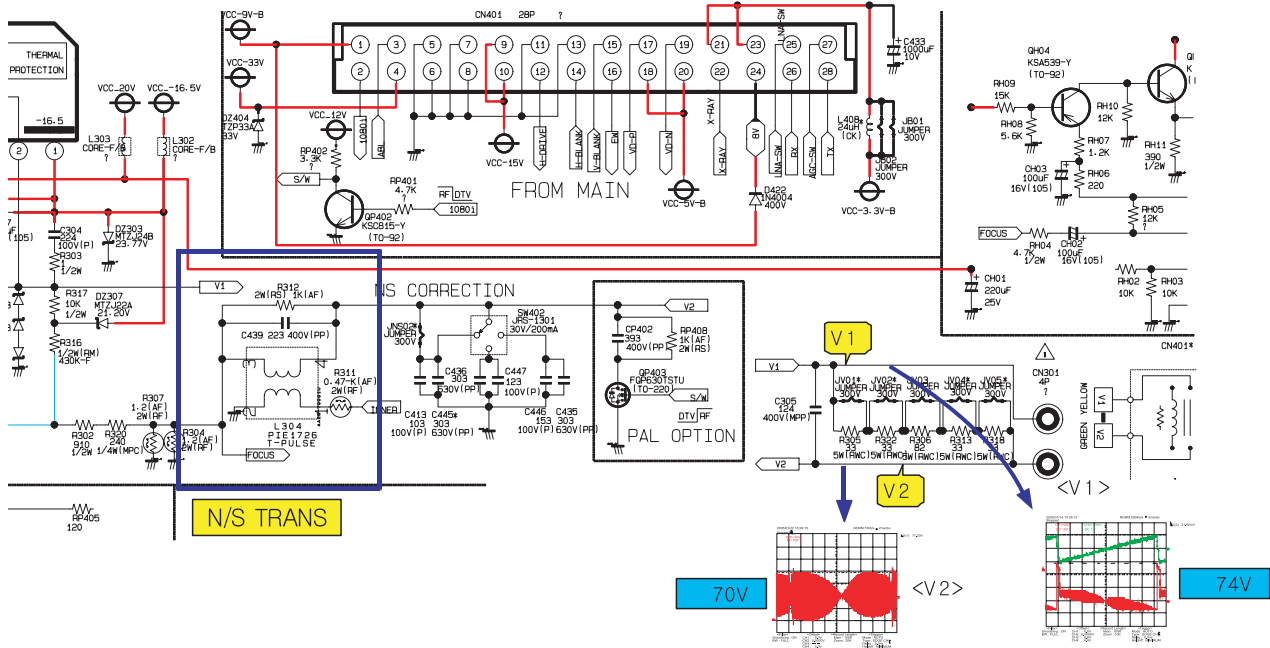 THERMAL
PROTECTION
-16.5
2
1
VCC-9V-B
VCC-33V
VCC_20V
VCC_-16.5V
L303
CORE-F/B
?
L302
CORE-F/B
?
DZ404
TZP33A
33V
VCC_12V
RP402
3.3K
?
S/W
RP401
4.7K
?
RF DTV
1080i
QP402
KSC815-Y
(TO-92)
CN401 28P ?
1 3 5 7 9 11 13 15 17 19 21 23 25 27
2 4 6 8 10 12 14 16 18 20 22 24 26 28
1080i
ABL
VCC-15V
H-DRIVE
H-BLANK
V-BLANK
EW
VD-P
VD-N
VCC-5V-B
X-RAY
X-RAY
8V
LNA-SW
LNA-SW
RX
AGC-SW
TX
FROM MAIN
D422
1N4004
400V
C433
1000uF
10V
L408*
24uH
(CK)
JB01
JUMPER
300V
JB02
JUMPER
300V
VCC-3.3V-B
QH04
KSA539-Y
(TO-92)
RH09
15K
RH08
5.6K
RH10
12K
?
RH07
1.2K
CH03
100uF
16V(105)
RH06
220
RH11
390
1/2W
RH05
12K
?
FOCUS
RH04
4.7K
1/2W
CH02
100uF
16V(105)
RH02
10K
RH03
10K
CH01
220uF
25V
(105)
C304
224
100V(P)
R303
1
1/2W
DZ303
MTZJ24B
23.77V
R317
10K
1/2W
DZ307
MTZJ22A
21.20V
R316
1/2W(RM)
430K-F
V1
R312
2W(RS) 1K(AF)
C439 223 400V(PP)
R311
0.47-K(AF)
2W(RF)
INNER
L304
PIE1726
T-PULSE
FOCUS
R307
1.2(AF)
2W(RF)
R302
910
1/2W
R320
240
1/4W(MPC)
R304
1.2(AF)
2W(RF)
RP405
120
N/S TRANS
NS CORRECTION
JNS02*
JUMPER
300V
SW402
JRS-1301
30V/200mA
C436
303
630V(PP)
C447
123
100V(P)
C413
103
100V(P)
C445*
303
630V(PP)
C446
153
100V(P)
C435
303
630V(PP)
V2
CP402
393
400V(PP)
RP408
1K(AF)
2W(RS)
QP403
FQP630TSTU
(TO-220)
S/W
DTV RF
PAL OPTION
V1
V1
C305
124
400V(MPP)
JV01*
JUMPER
300V
JV02*
JUMPER
300V
JV03
JUMPER
300V
JV04*
JUMPER
300V
JV05*
JUMPER
300V
R305
33
5W(RWC)
R322
33
5W(RWC)
R306
82
5W(RWC)
R313
33
5W(RWC)
R318
33
5W(RWC)
V2
V2
CN301
4P
?
CN401*
GREEN YELLOW
V1
V2
<V1>
70V
<V2>
74V